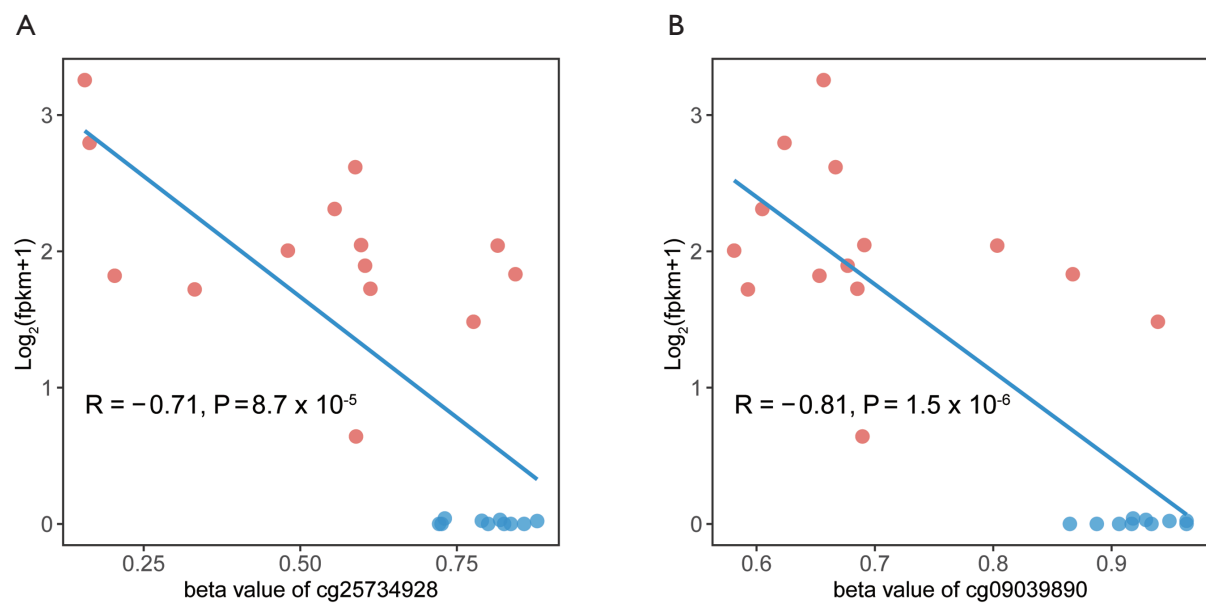 A
B
Log2(fpkm+1)
3
2
1
0
R = −0.71, P = 8.7 x 10-5
0.25 0.50 0.75
beta value of cg25734928
Log2(fpkm+1)
3
2
1
0
R = −0.81, P = 1.5 x 10-6
0.6 0.7 0.8 0.9
beta value of cg09039890